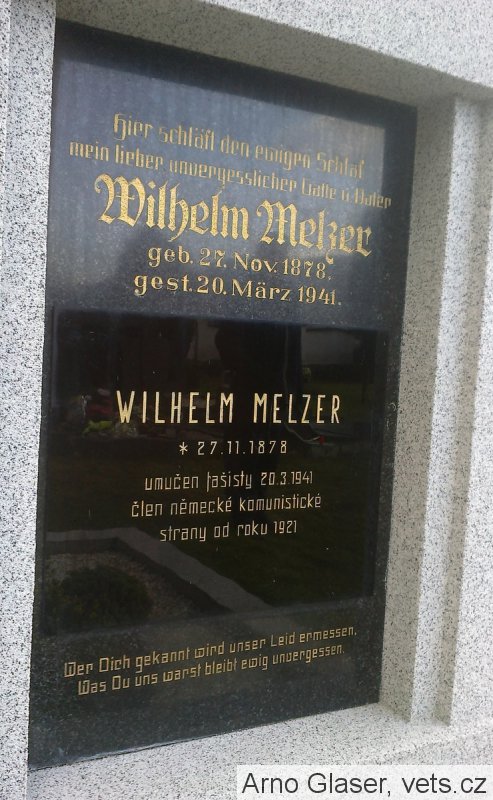 Hier schläft den ewigen Schlaf
mein lieber unvergesslicher Gatte u. Vater
Wilhelm Melzer
geb. 27. Nov. 1878.
gest. 20. März 1941.
WILHELM MELZER
* 27.11.1878
umučen fašisty 20.3.1941
člen německé komunistické
strany od roku 1921
Wer Dich gekannt wird unser Leid ermessen.
Was Du uns warst bleibt ewig unvergessen.
Arno Glaser, vets.cz